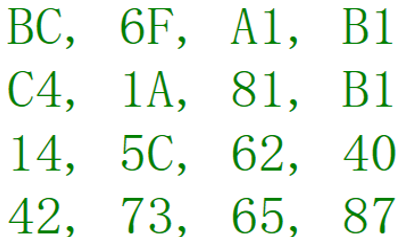 BC, 6F, A1, B1
C4, 1A, 81, B1
14, 5C, 62, 40
42, 73, 65, 87